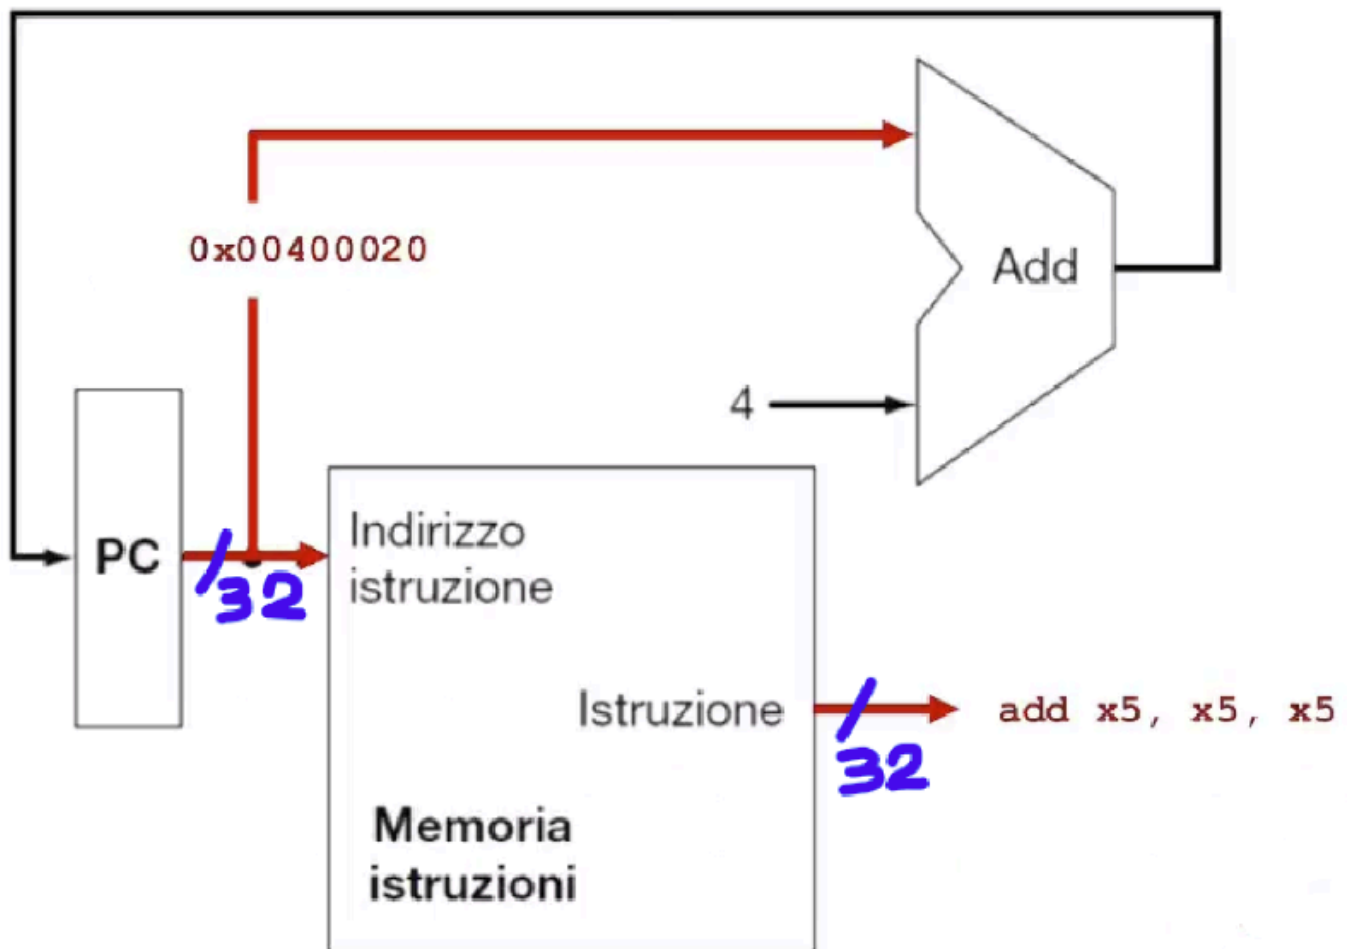 0x00400020
Add
4
PC
32
Indirizzo
istruzione
Istruzione
32
add x5, x5, x5
Memoria
istruzioni